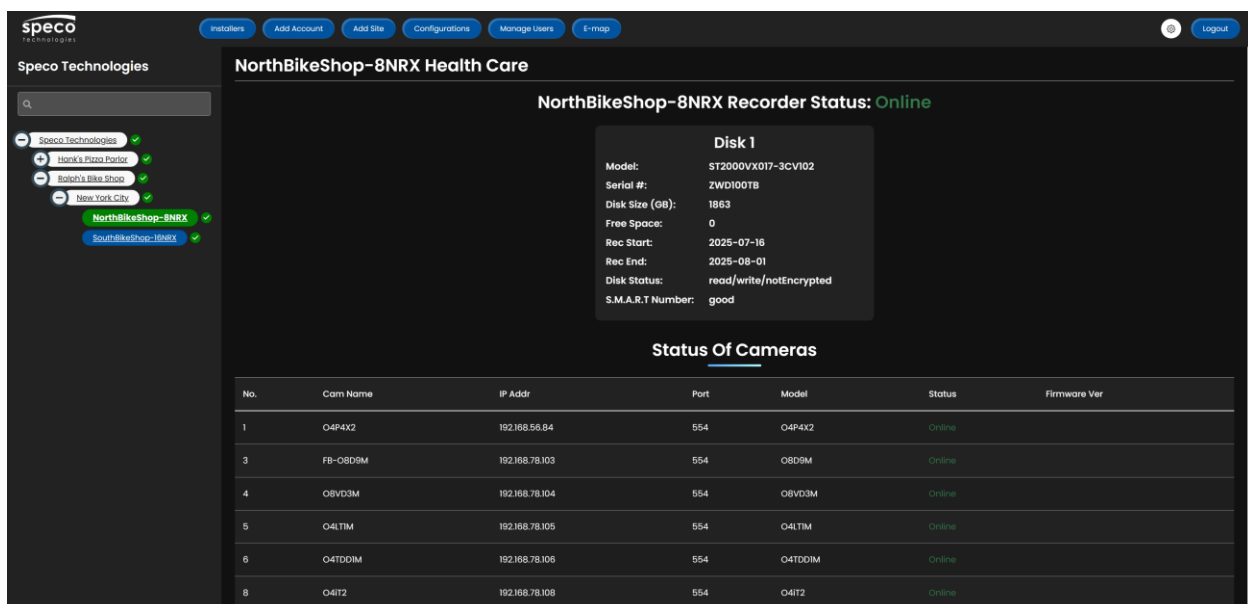 speco
technologies
Installers Add Account Add Site Configurations Manage Users E-map Logout
Speco Technologies
NorthBikeShop-8NRX Health Care
NorthBikeShop-8NRX Recorder Status: Online
Speco Technologies
Hank's Pizza Parlor
Ralph's Bike Shop
New York City
NorthBikeShop-8NRX
SouthBikeShop-16NRX
Disk 1
Model: ST2000VX017-3CV102
Serial #: ZWD100TB
Disk Size (GB): 1863
Free Space: 0
Rec Start: 2025-07-16
Rec End: 2025-08-01
Disk Status: read/write/notEncrypted
S.M.A.R.T Number: good
Status Of Cameras
No. Cam Name IP Addr Port Model Status Firmware Ver
1 O4P4X2 192.168.56.84 554 O4P4X2 Online
3 FB-O8D9M 192.168.78.103 554 O8D9M Online
4 O8VD3M 192.168.78.104 554 O8VD3M Online
5 O4LT1M 192.168.78.105 554 O4LT1M Online
6 O4TDD1M 192.168.78.106 554 O4TDD1M Online
8 O4iT2 192.168.78.108 554 O4iT2 Online